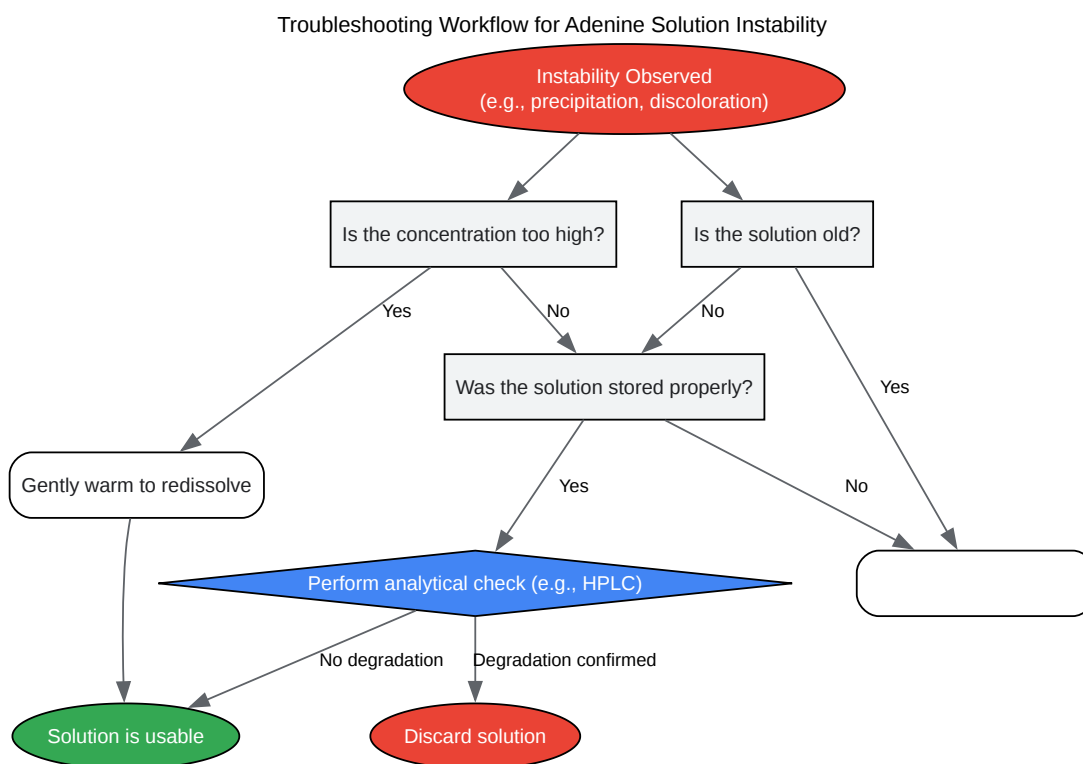 Troubleshooting Workflow for Adenine Solution Instability
Instability Observed
(e.g., precipitation, discoloration)
Is the concentration too high?
Is the solution old?
Yes
No
No
Was the solution stored properly?
Yes
Gently warm to redissolve
Yes
No
Perform analytical check (e.g., HPLC)
No degradation
Degradation confirmed
Solution is usable
Discard solution